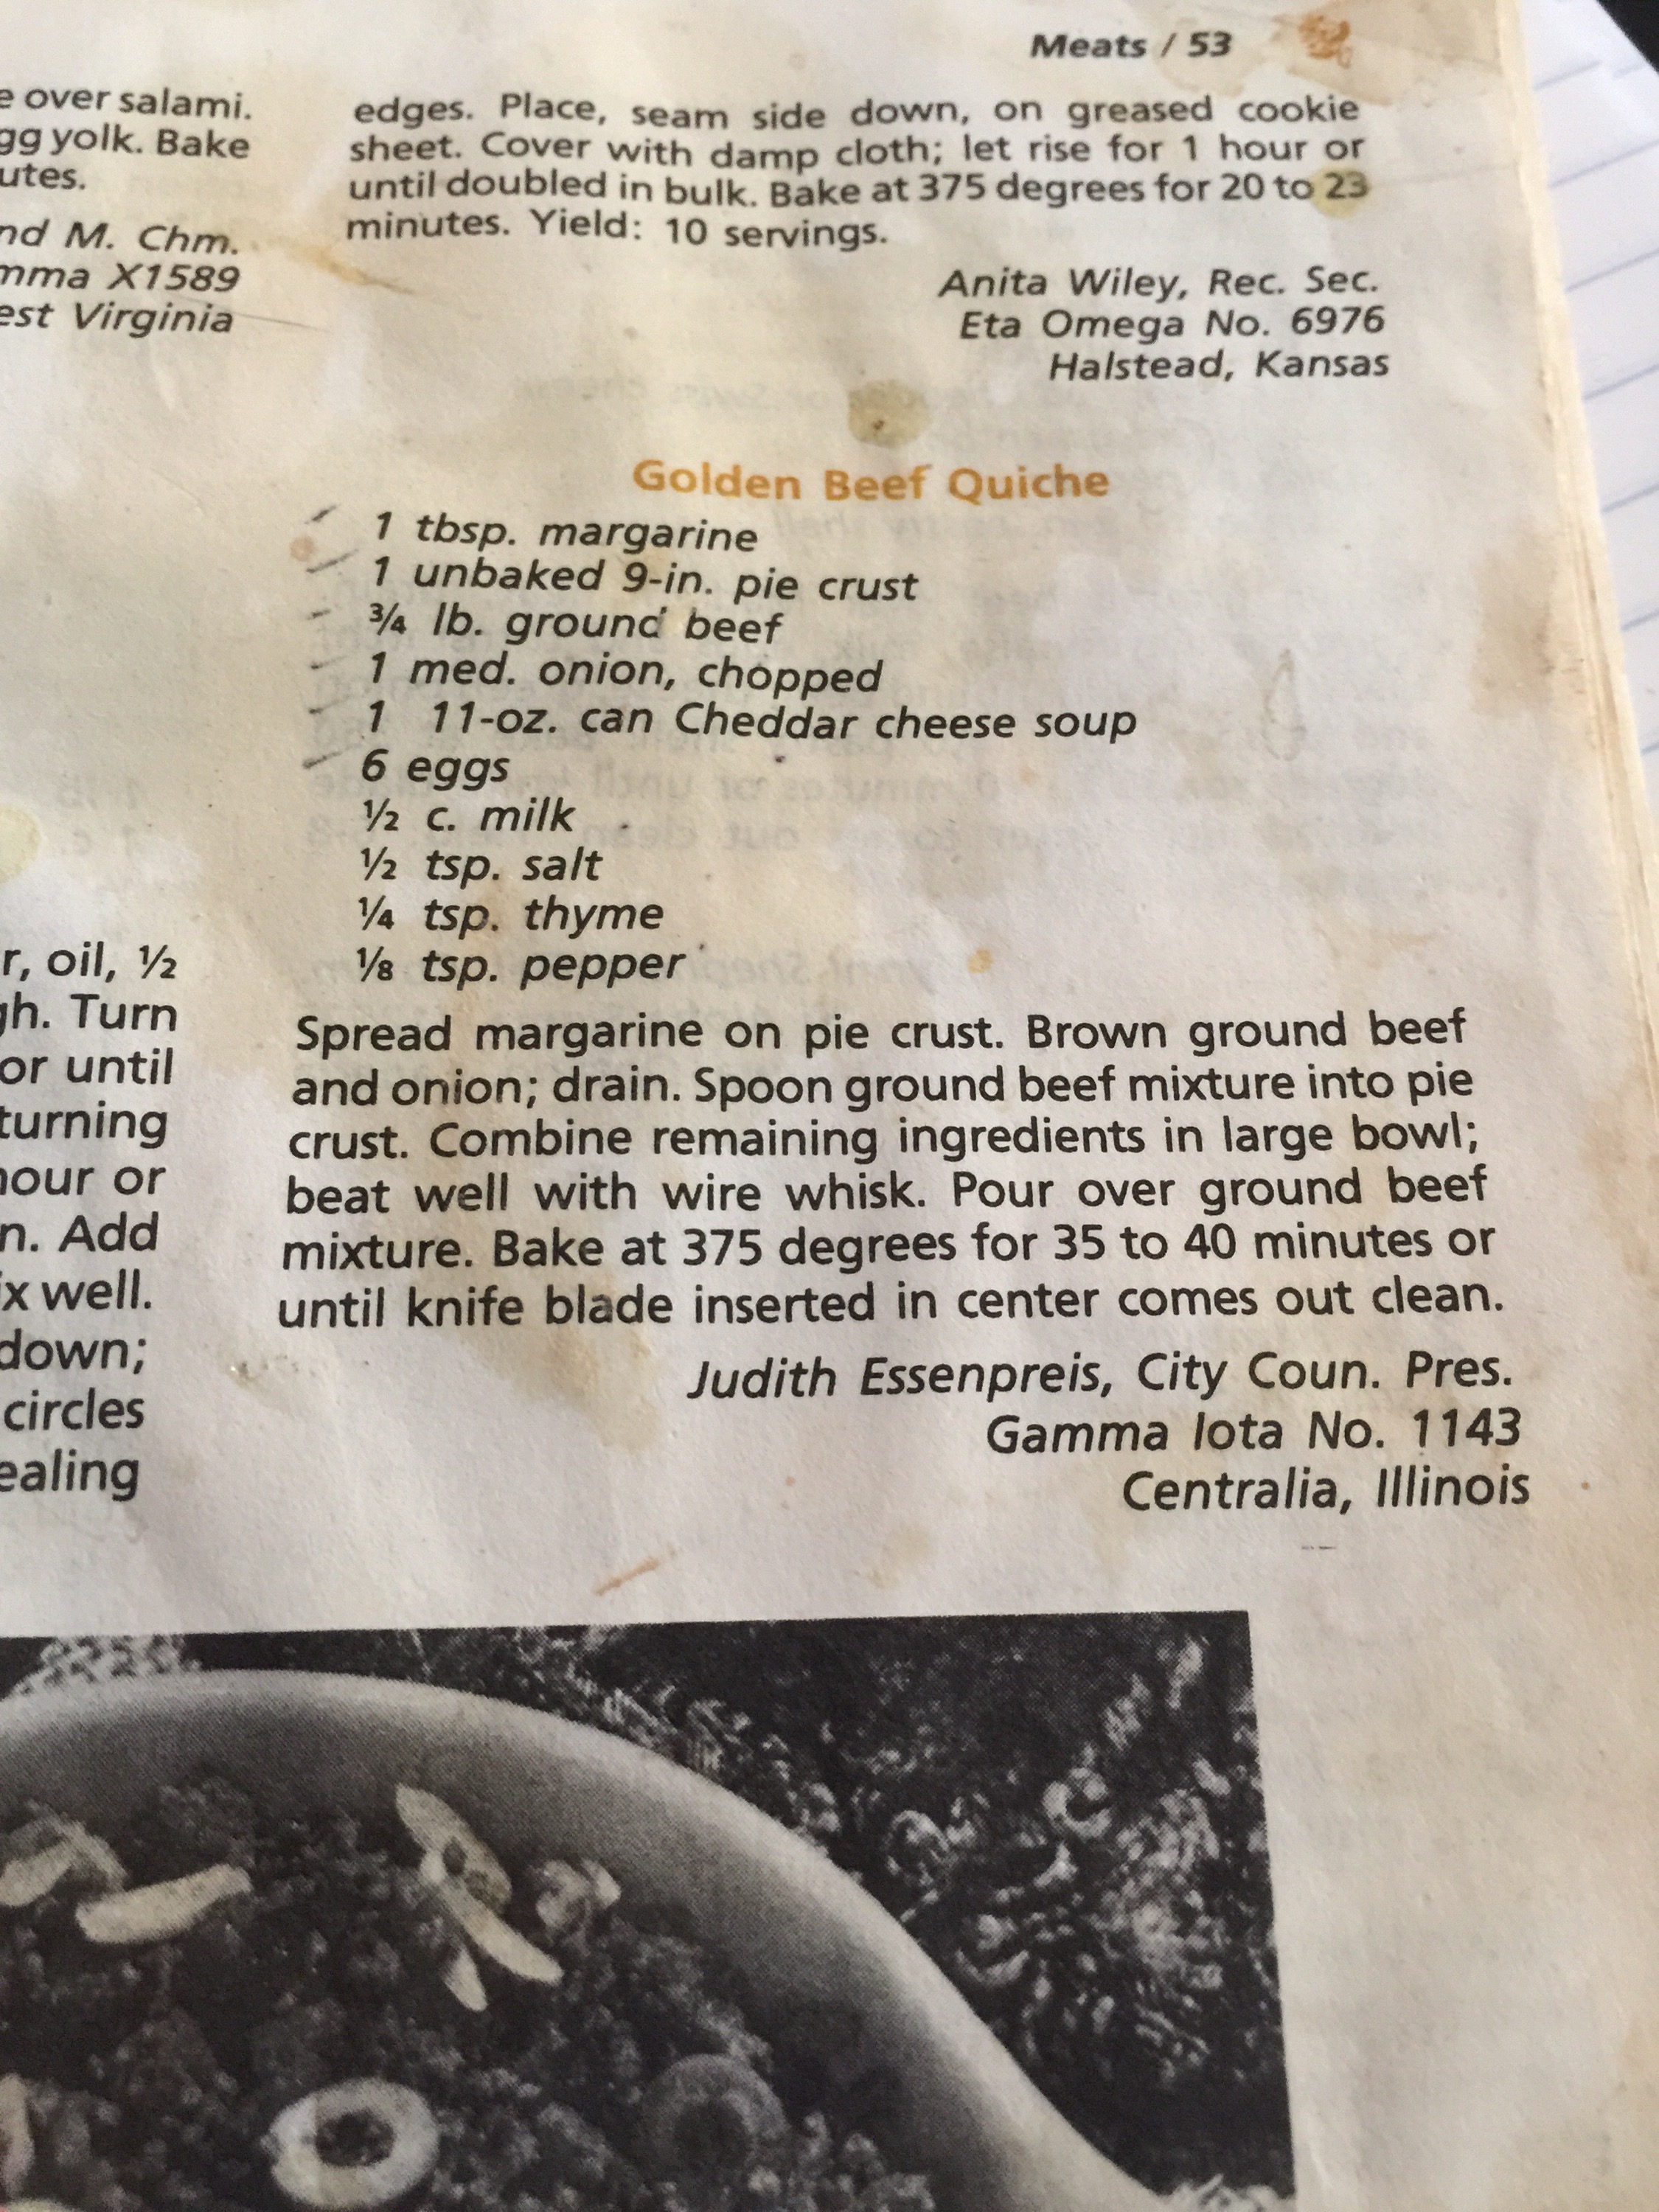 Meats / 53
over salami.
yolk. Bake
M. Chm.
X1589
Virginia
oil, ½
Turn
or until
turning
or
Add
well.
down;
circles
edges. Place, seam side down, on greased cookie
sheet. Cover with damp cloth; let rise for 1 hour or
until doubled in bulk. Bake at 375 degrees for 20 to 23
minutes. Yield: 10 servings.
Anita Wiley, Rec. Sec.
Eta Omega No. 6976
Halstead, Kansas
Golden Beef Quiche
1 tbsp. margarine
1 unbaked 9-in. pie crust
¾ lb. ground beef
1 med. onion, chopped
1 11-oz. can Cheddar cheese soup
6 eggs
½ c. milk
½ tsp. salt
¼ tsp. thyme
⅛ tsp. pepper
Spread margarine on pie crust. Brown ground beef
and onion; drain. Spoon ground beef mixture into pie
crust. Combine remaining ingredients in large bowl;
beat well with wire whisk. Pour over ground beef
mixture. Bake at 375 degrees for 35 to 40 minutes or
until knife blade inserted in center comes out clean.
Judith Essenpreis, City Coun. Pres.
Gamma Iota No. 1143
Centralia, Illinois